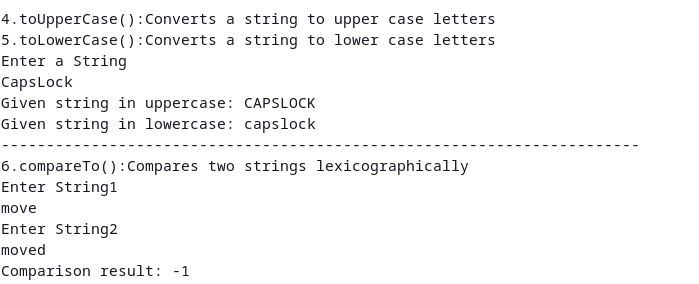 4.toUpperCase():Converts a string to upper case letters
5.toLowerCase():Converts a string to lower case letters
Enter a String
CapsLock
Given string in uppercase: CAPSLOCK
Given string in lowercase: capslock
-----------------------------------------------------------------------
6.compareTo():Compares two strings lexicographically
Enter String1
move
Enter String2
moved
Comparison result: -1